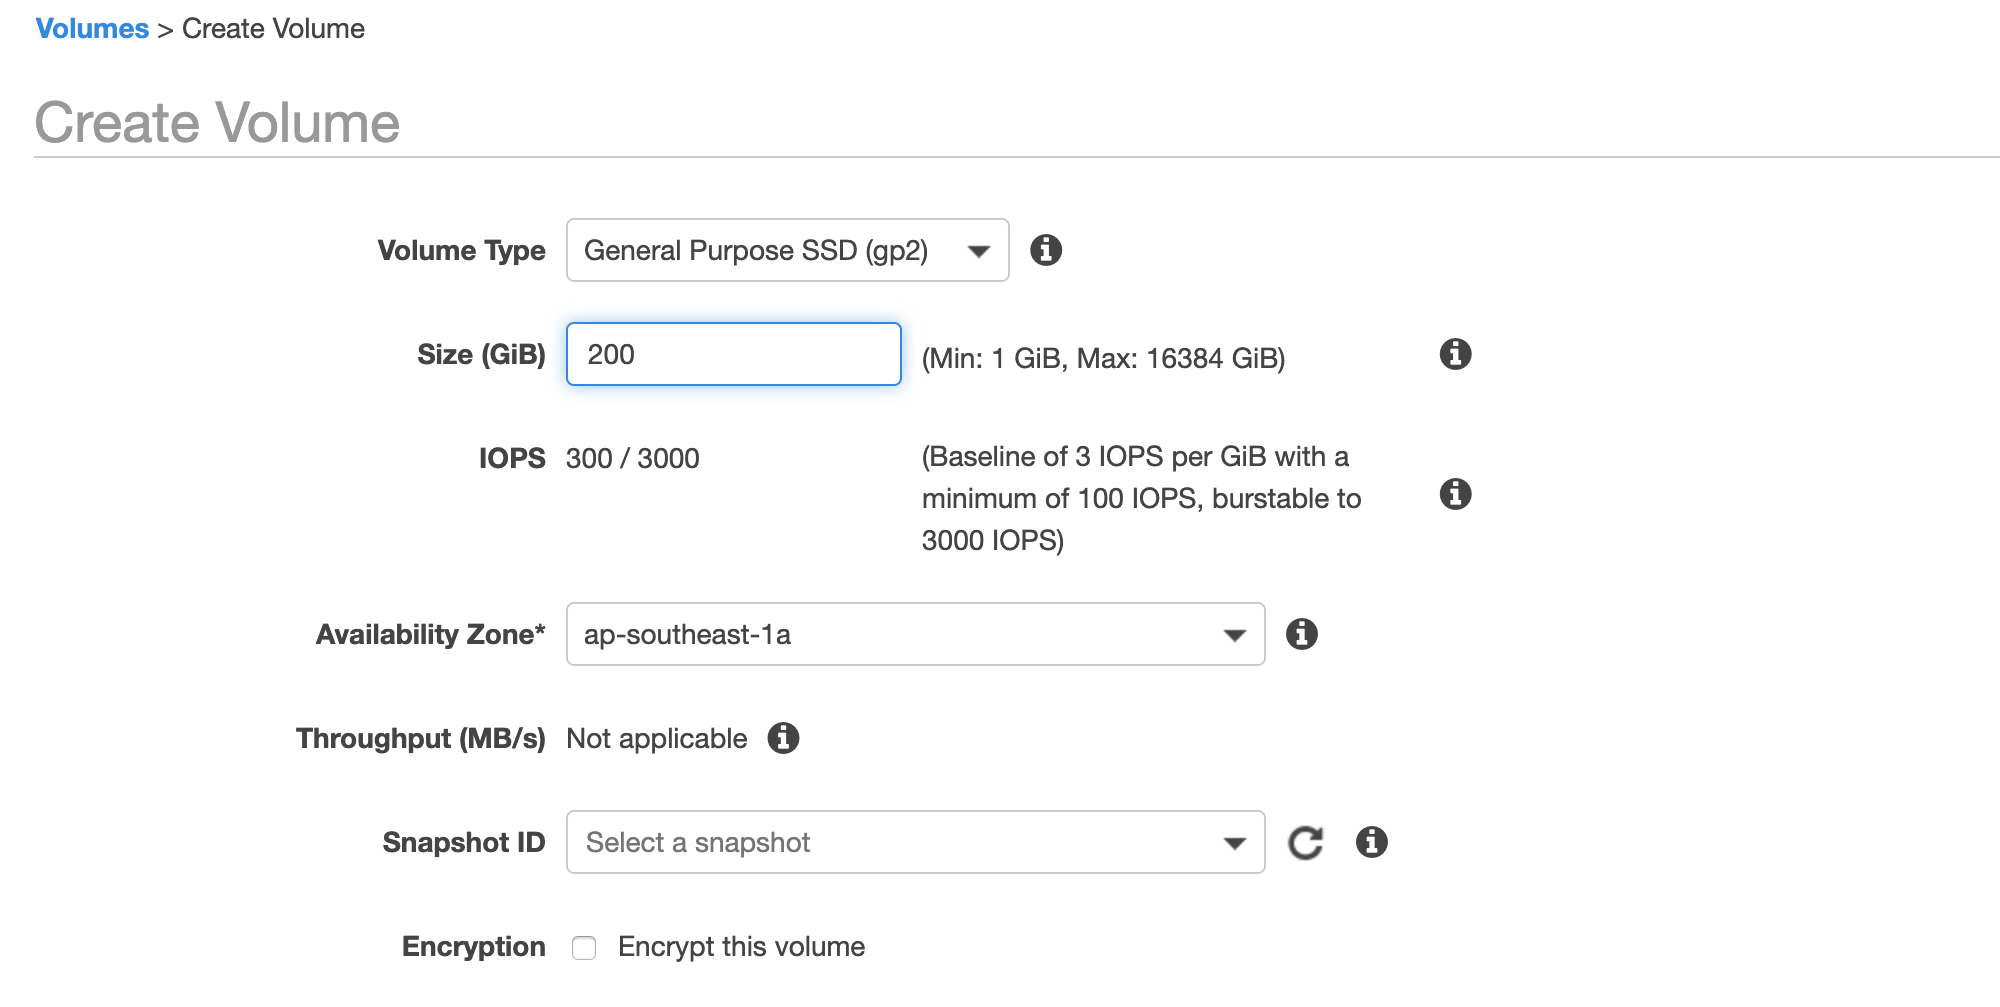 Volumes > Create Volume
Create Volume
Volume Type General Purpose SSD (gp2)
Size (GiB) 200 (Min: 1 GiB, Max: 16384 GiB)
IOPS 300 / 3000 (Baseline of 3 IOPS per GiB with a
minimum of 100 IOPS, burstable to
3000 IOPS)
Availability Zone* ap-southeast-1a
Throughput (MB/s) Not applicable
Snapshot ID Select a snapshot
Encryption Encrypt this volume